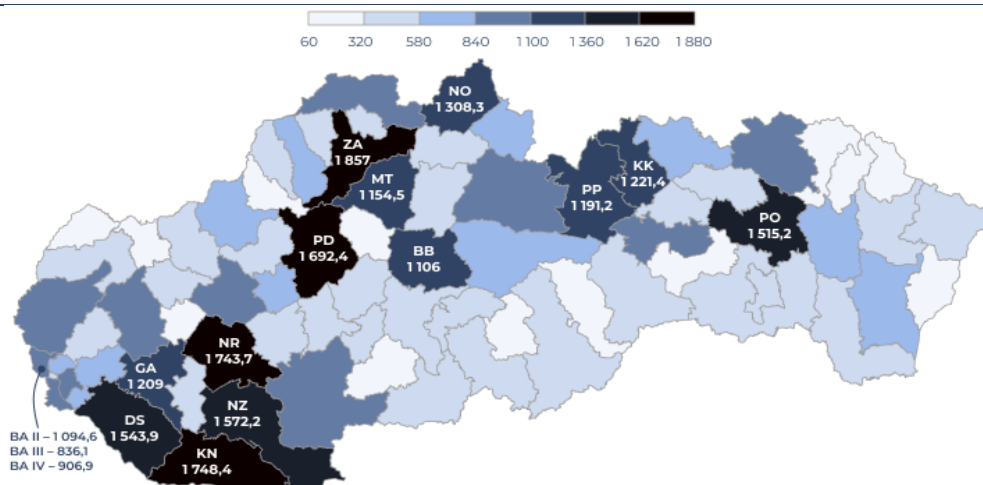 60 320 580 840 1 100 1 360 1 620 1 880
NO
1 308,3
ZA
1 857
MT
1 154,5
KK
1 221,4
PP
1 191,2
PO
1 515,2
PD
1 692,4
BB
1 106
NR
1 743,7
GA
1 209
NZ
1 572,2
DS
1 543,9
KN
1 748,4
BA II – 1 094,6
BA III – 836,1
BA IV – 906,9